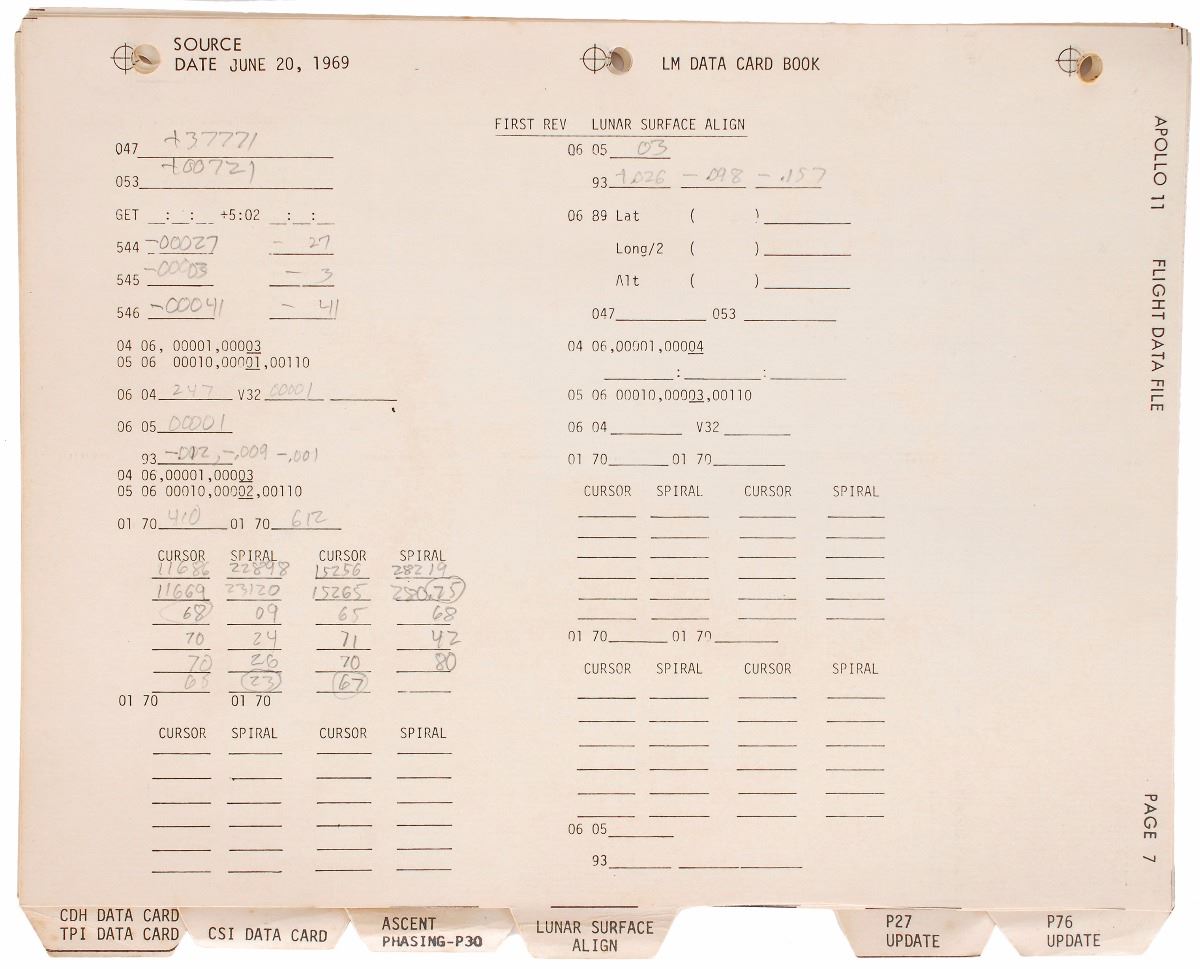 SOURCE
DATE JUNE 20, 1969
LM DATA CARD BOOK
FIRST REV LUNAR SURFACE ALIGN
047 +37771
053 +00721
GET __:__:__ +5:02 __:__:__
544 -00027 - 27
545 -00003 - 3
546 -00041 - 41
04 06, 00001,00003
05 06 00010,00001,00110
06 04 247 V32 00001
06 05 00001
93 -.002, -.009 -.001
04 06,00001,00003
05 06 00010,00002,00110
01 70 410 01 70 612
CURSOR SPIRAL CURSOR SPIRAL
11686 22898 15256 28219
11669 23120 15265 28075
68 09 65 68
70 24 71 42
70 26 70 80
65 23 67
01 70 01 70
CURSOR SPIRAL CURSOR SPIRAL
06 05 03
93 +.026 -.098 -.157
06 89 Lat ( )
Long/2 ( )
Alt ( )
047 053
04 06,00001,00004
: :
05 06 00010,00003,00110
06 04 V32
01 70 01 70
CURSOR SPIRAL CURSOR SPIRAL
01 70 01 70
CURSOR SPIRAL CURSOR SPIRAL
06 05
93
APOLLO 11 FLIGHT DATA FILE PAGE 7
CDH DATA CARD
TPI DATA CARD
CSI DATA CARD
ASCENT
PHASING-P30
LUNAR SURFACE
ALIGN
P27
UPDATE
P76
UPDATE